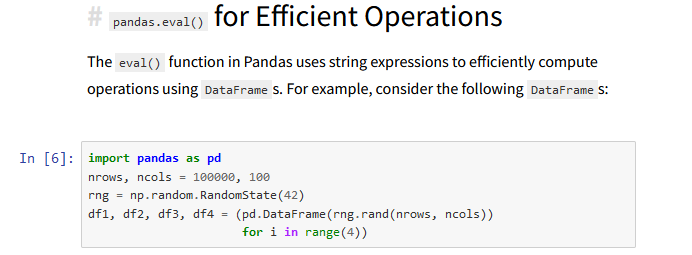 # pandas.eval() for Efficient Operations
The eval() function in Pandas uses string expressions to efficiently compute
operations using DataFrame s. For example, consider the following DataFrame s:
In [6]: import pandas as pd
nrows, ncols = 100000, 100
rng = np.random.RandomState(42)
df1, df2, df3, df4 = (pd.DataFrame(rng.rand(nrows, ncols))
for i in range(4))